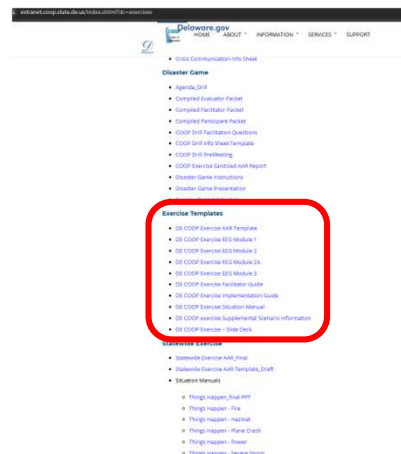 extranet.coop.state.de.us/index.shtml?dc=exercises
Delaware.gov
HOME ABOUT INFORMATION SERVICES SUPPORT
Crisis Communication Info Sheet
Disaster Game
Agenda_Drill
Compiled Evaluator Packet
Compiled Facilitator Packet
Compiled Participant Packet
COOP Drill Facilitation Questions
COOP Drill Info Sheet Template
COOP Drill PreMeeting
COOP Exercise Sanitized AAR Report
Disaster Game Instructions
Disaster Game Presentation
Exercise Templates
DE COOP Exercise AAR Template
DE COOP Exercise EEG Module 1
DE COOP Exercise EEG Module 2
DE COOP Exercise EEG Module 2A
DE COOP Exercise EEG Module 3
DE COOP Exercise Facilitator Guide
DE COOP Exercise Implementation Guide
DE COOP Exercise Situation Manual
DE COOP exercise Supplemental Scenario Information
DE COOP Exercise – Slide Deck
Statewide Exercise
Statewide Exercise AAR_Final
Statewide Exercise AAR Template_Draft
Situation Manuals
Things Happen_final PPT
Things Happen - Fire
Things Happen - Hazmat
Things Happen - Plane Crash
Things Happen - Power
Things Happen - Severe Storm